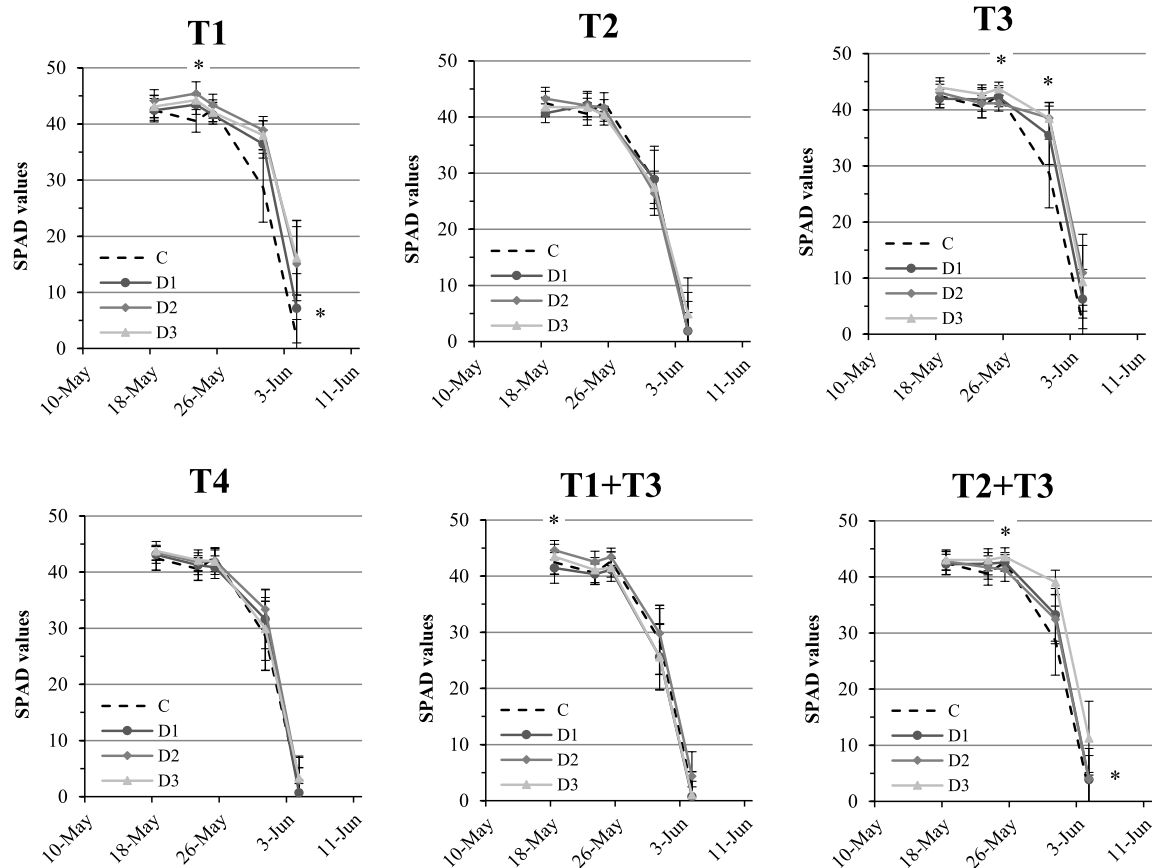 T1
*
50
40
30
20
10
0
SPAD values
C
D1
D2
D3
*
10-May
18-May
26-May
3-Jun
11-Jun
T2
50
40
30
20
10
0
SPAD values
C
D1
D2
D3
10-May
18-May
26-May
3-Jun
11-Jun
T3
*
*
50
40
30
20
10
0
SPAD values
C
D1
D2
D3
10-May
18-May
26-May
3-Jun
11-Jun
T4
50
40
30
20
10
0
SPAD values
C
D1
D2
D3
10-May
18-May
26-May
3-Jun
11-Jun
T1+T3
*
50
40
30
20
10
0
SPAD values
C
D1
D2
D3
10-May
18-May
26-May
3-Jun
11-Jun
T2+T3
*
50
40
30
20
10
0
SPAD values
C
D1
D2
D3
*
10-May
18-May
26-May
3-Jun
11-Jun